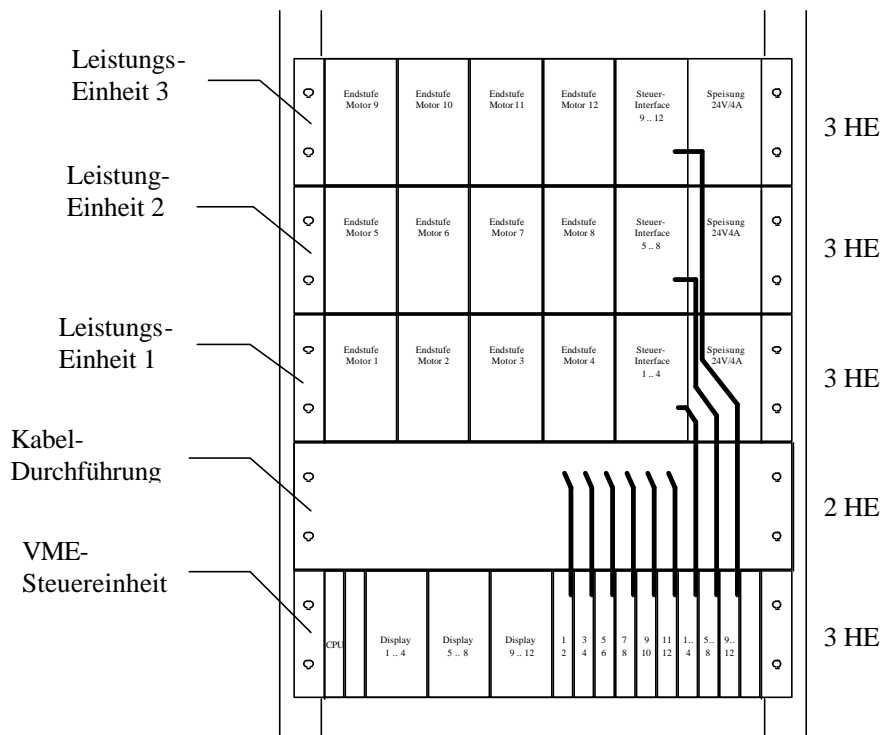 Leistungs-
Einheit 3
Endstufe
Motor 9
Endstufe
Motor 10
Endstufe
Motor 11
Endstufe
Motor 12
Steuer-
Interface
9 .. 12
Speisung
24V/4A
3 HE
Leistung-
Einheit 2
Endstufe
Motor 5
Endstufe
Motor 6
Endstufe
Motor 7
Endstufe
Motor 8
Steuer-
Interface
5 .. 8
Speisung
24V4A
3 HE
Leistungs-
Einheit 1
Endstufe
Motor 1
Endstufe
Motor 2
Endstufe
Motor 3
Endstufe
Motor 4
Steuer-
Interface
1 .. 4
Speisung
24V/4A
3 HE
Kabel-
Durchführung
2 HE
VME-
Steuereinheit
CPU
Display
1 .. 4
Display
5 .. 8
Display
9 .. 12
1
2
3
4
5
6
7
8
9
10
11
12
1..
4
5..
8
9..
12
3 HE